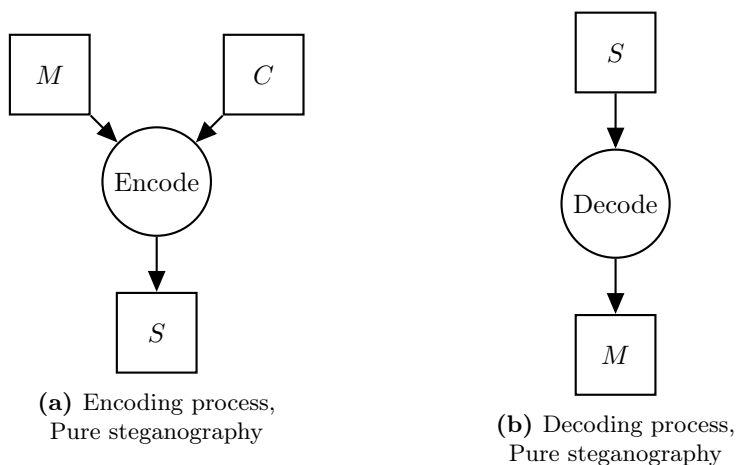 M
C
Encode
S
(a) Encoding process,
Pure steganography
S
Decode
M
(b) Decoding process,
Pure steganography